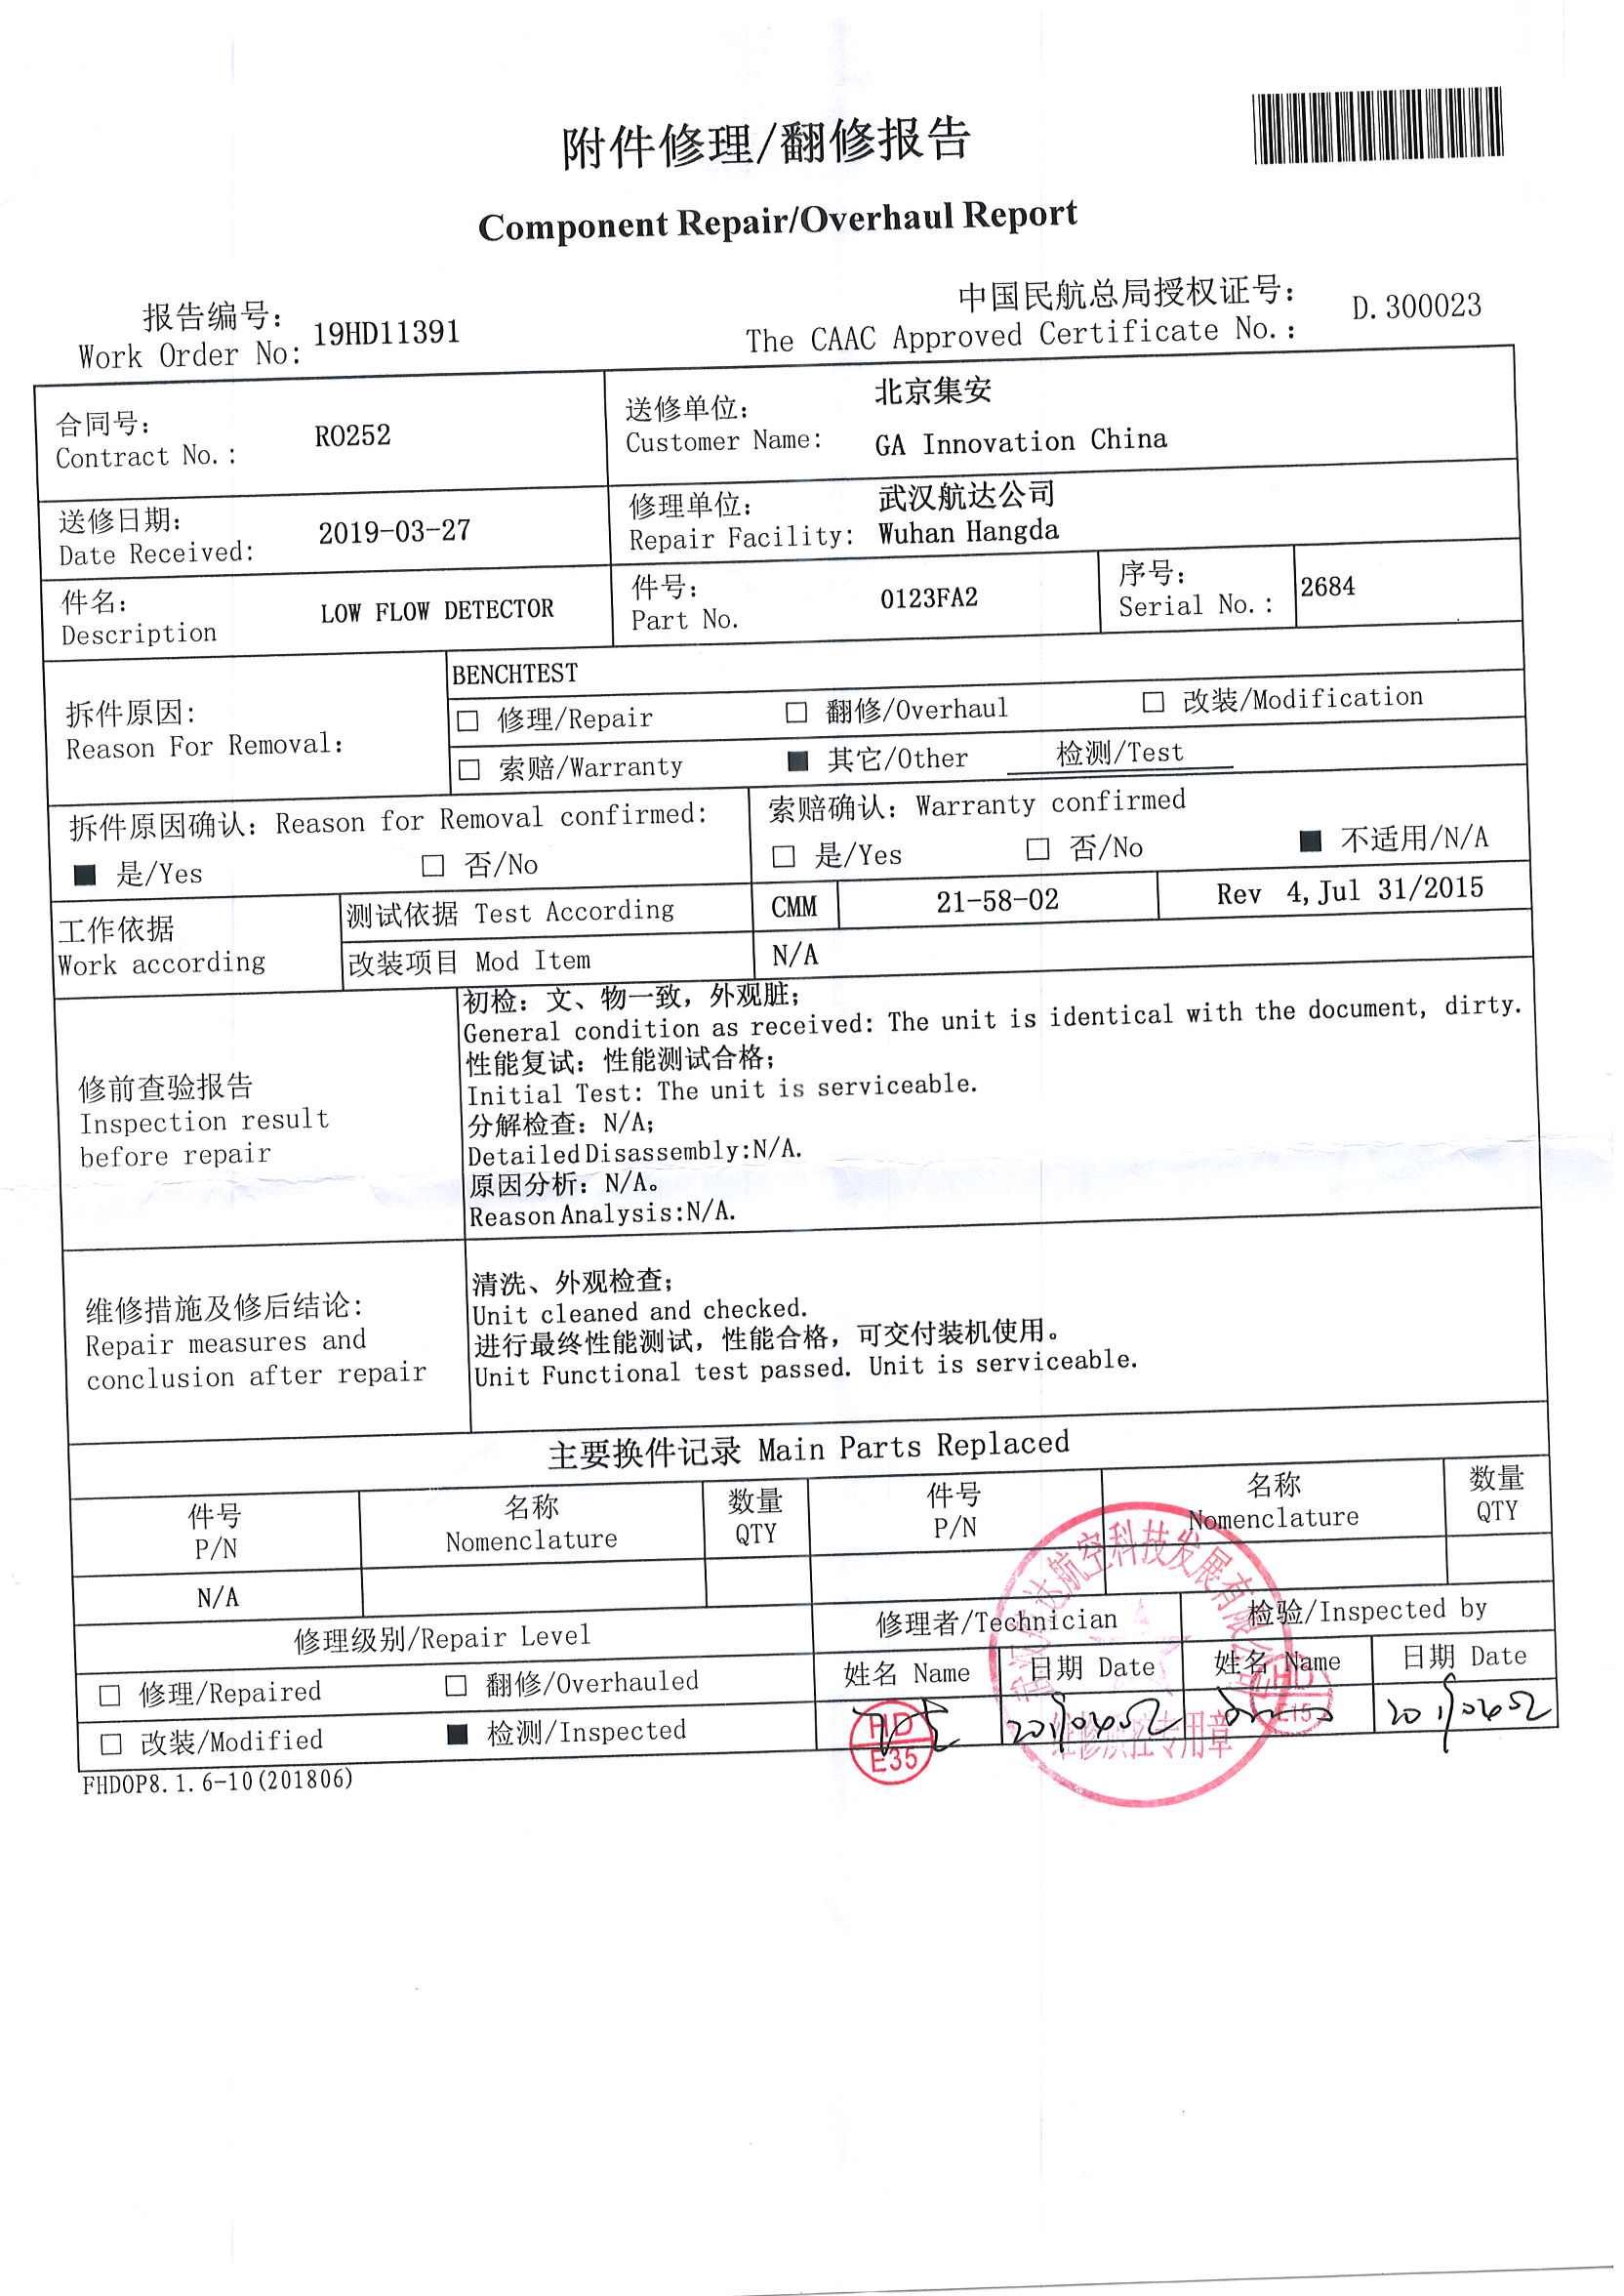 附件修理/翻修报告
Component Repair/Overhaul Report
报告编号:
Work Order No: 19HD11391
中国民航总局授权证号:
The CAAC Approved Certificate No.: D.300023
合同号:
Contract No.: RO252
送修单位: 北京集安
Customer Name: GA Innovation China
送修日期:
Date Received: 2019-03-27
修理单位: 武汉航达公司
Repair Facility: Wuhan Hangda
件名:
Description LOW FLOW DETECTOR
件号:
Part No. 0123FA2
序号:
Serial No.: 2684
拆件原因:
Reason For Removal:
BENCHTEST
□ 修理/Repair □ 翻修/Overhaul □ 改装/Modification
□ 索赔/Warranty ■ 其它/Other 检测/Test
拆件原因确认: Reason for Removal confirmed:
■ 是/Yes □ 否/No
索赔确认: Warranty confirmed
□ 是/Yes □ 否/No ■ 不适用/N/A
工作依据
Work according
测试依据 Test According CMM 21-58-02 Rev 4, Jul 31/2015
改装项目 Mod Item N/A
修前查验报告
Inspection result
before repair
初检: 文、物一致，外观脏;
General condition as received: The unit is identical with the document, dirty.
性能复试: 性能测试合格;
Initial Test: The unit is serviceable.
分解检查: N/A;
Detailed Disassembly:N/A.
原因分析: N/A。
Reason Analysis:N/A.
维修措施及修后结论:
Repair measures and
conclusion after repair
清洗、外观检查;
Unit cleaned and checked.
进行最终性能测试，性能合格，可交付装机使用。
Unit Functional test passed. Unit is serviceable.
主要换件记录 Main Parts Replaced
件号 名称 数量 件号 名称 数量
P/N Nomenclature QTY P/N Nomenclature QTY
N/A
修理级别/Repair Level 修理者/Technician 检验/Inspected by
□ 修理/Repaired □ 翻修/Overhauled 姓名 Name 日期 Date 姓名 Name 日期 Date
□ 改装/Modified ■ 检测/Inspected
HD
E35
达航空科技发展有限公司
维修质控专用章
FHDOP8.1.6-10(201806)